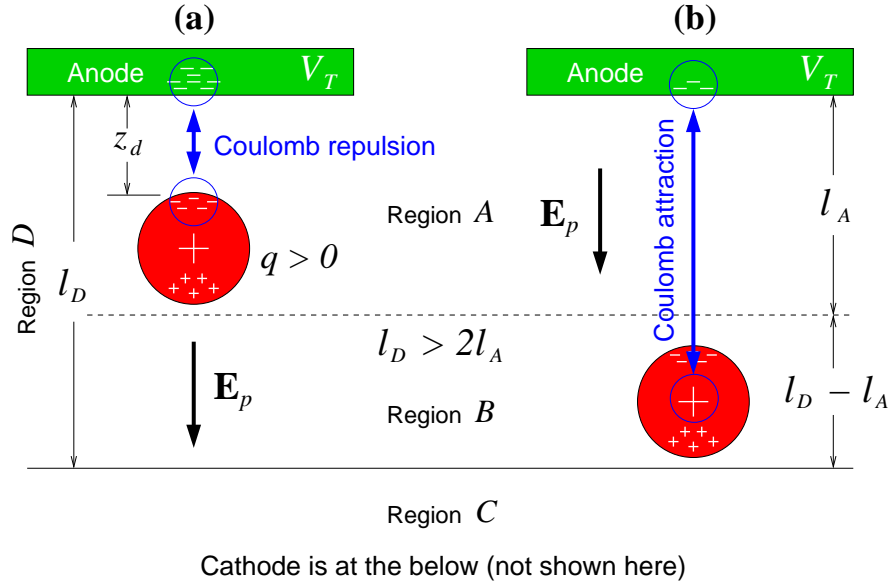 (a)
(b)
Anode V_T
Anode V_T
z_d
Coulomb repulsion
Coulomb attraction
Region A
E_p
l_A
Region D
l_D
q > 0
l_D > 2l_A
E_p
Region B
l_D − l_A
Region C
Cathode is at the below (not shown here)